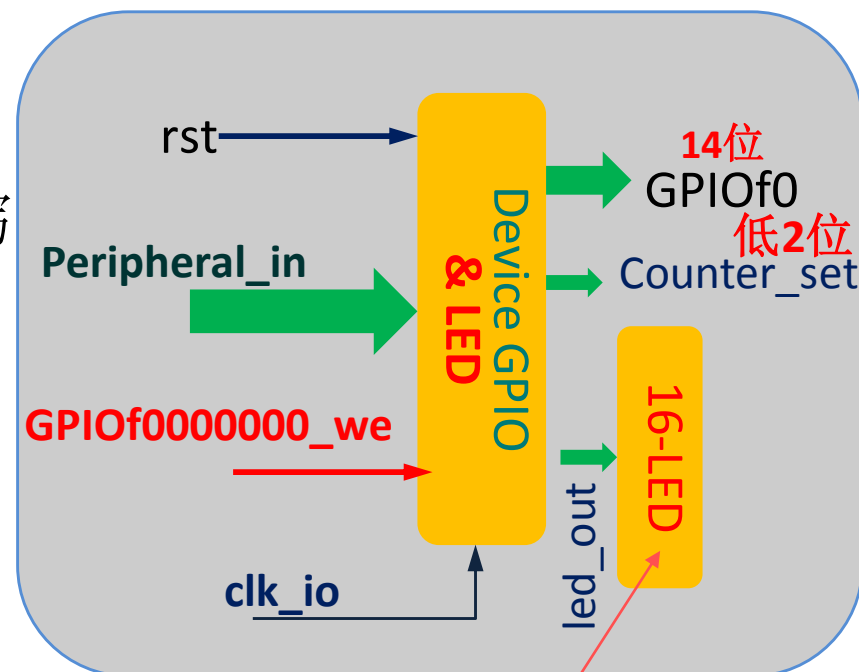 rst
14位
GPIOf0
低2位
Counter_set
Peripheral_in
Device GPIO
& LED
GPIOf0000000_we
16-LED
led_out
clk_io